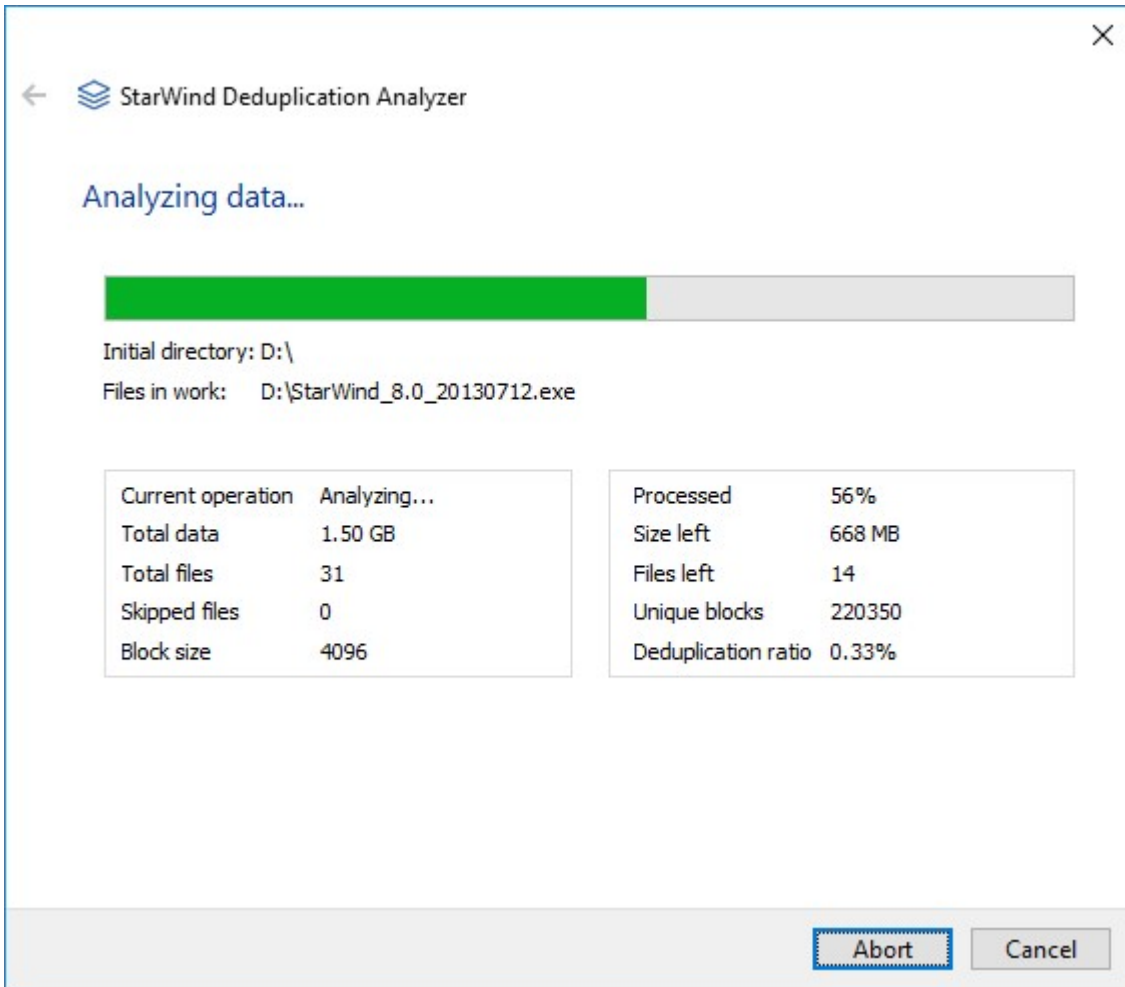 StarWind Deduplication Analyzer
Analyzing data...
Initial directory: D:\
Files in work: D:\StarWind_8.0_20130712.exe
Current operation Analyzing...
Total data 1.50 GB
Total files 31
Skipped files 0
Block size 4096
Processed 56%
Size left 668 MB
Files left 14
Unique blocks 220350
Deduplication ratio 0.33%
Abort Cancel